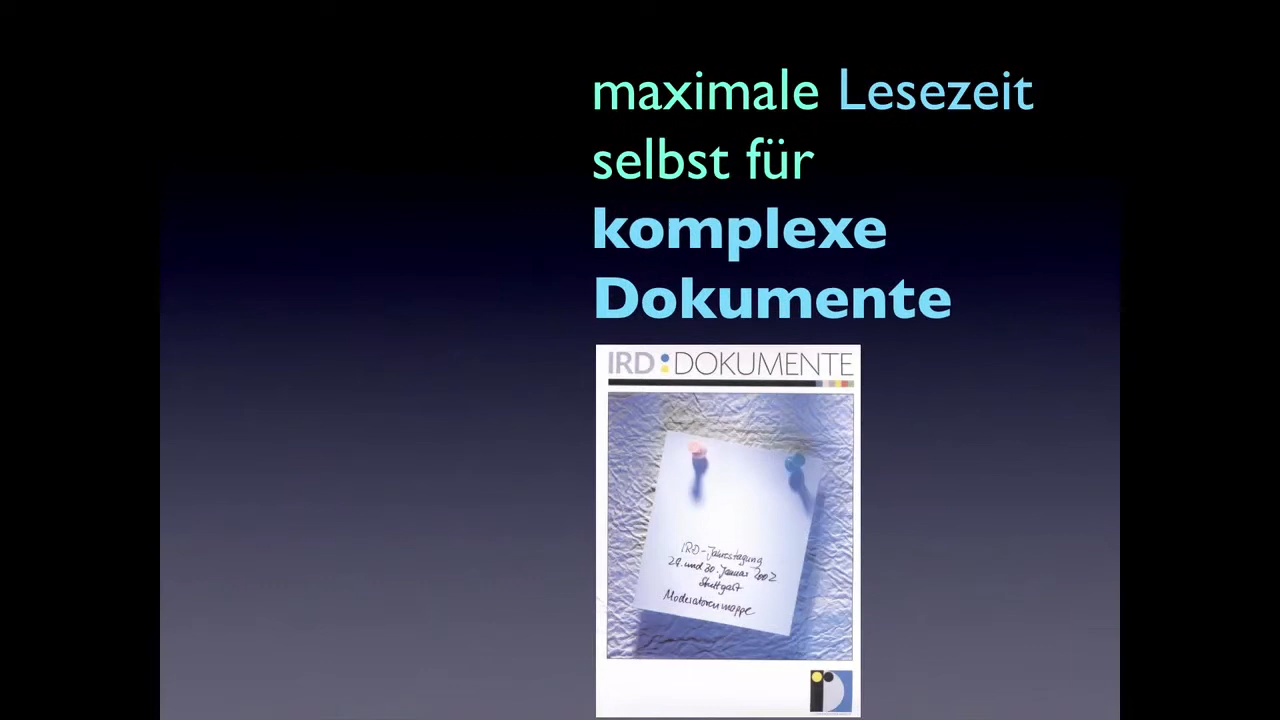 maximale Lesezeit
selbst für
komplexe
Dokumente
IRD:DOKUMENTE
IRD-Jahrestagung
29. und 30. Januar 2002
Stuttgart
Moderatorenmappe